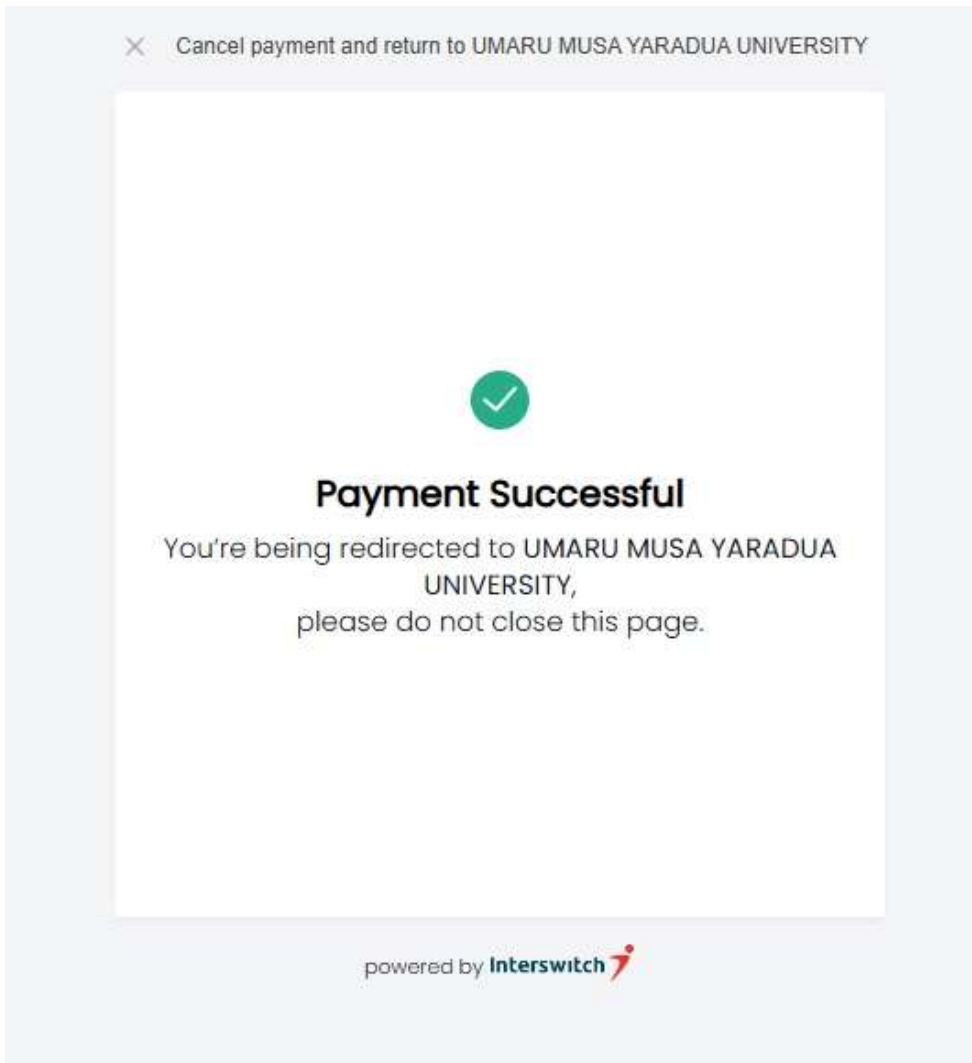 Cancel payment and return to UMARU MUSA YARADUA UNIVERSITY
Payment Successful
You're being redirected to UMARU MUSA YARADUA
UNIVERSITY,
please do not close this page.
powered by Interswitch